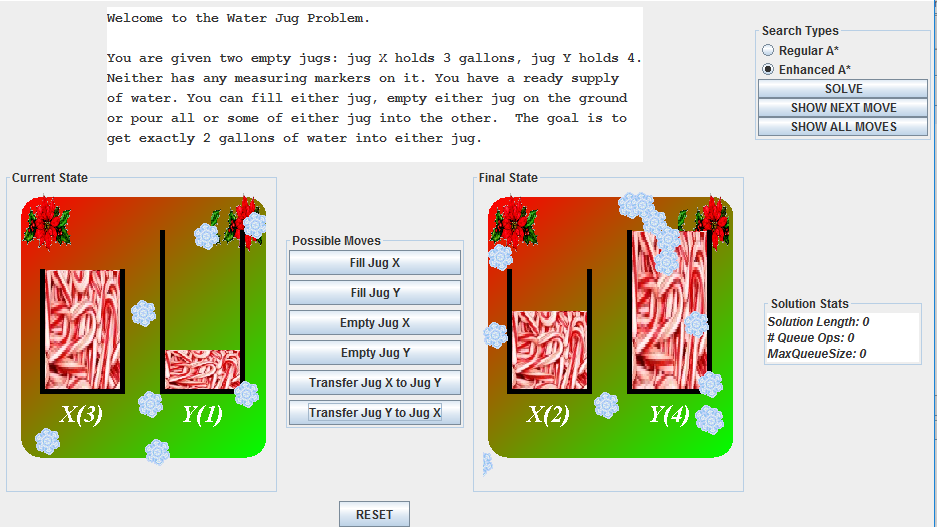 Welcome to the Water Jug Problem.
You are given two empty jugs: jug X holds 3 gallons, jug Y holds 4.
Neither has any measuring markers on it. You have a ready supply
of water. You can fill either jug, empty either jug on the ground
or pour all or some of either jug into the other.  The goal is to
get exactly 2 gallons of water into either jug.
Search Types
Regular A*
Enhanced A*
SOLVE
SHOW NEXT MOVE
SHOW ALL MOVES
Current State
X(3)
Y(1)
Possible Moves
Fill Jug X
Fill Jug Y
Empty Jug X
Empty Jug Y
Transfer Jug X to Jug Y
Transfer Jug Y to Jug X
Final State
X(2)
Y(4)
Solution Stats
Solution Length: 0
# Queue Ops: 0
MaxQueueSize: 0
RESET